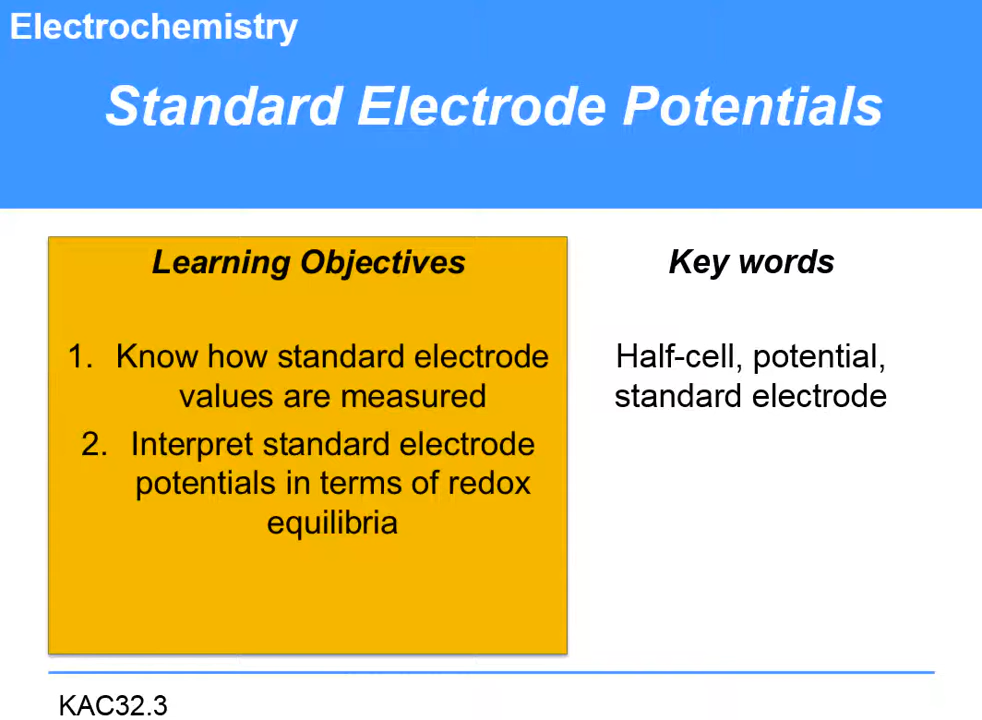 Electrochemistry
Standard Electrode Potentials
Learning Objectives
1. Know how standard electrode
values are measured
2. Interpret standard electrode
potentials in terms of redox
equilibria
Key words
Half-cell, potential,
standard electrode
KAC32.3